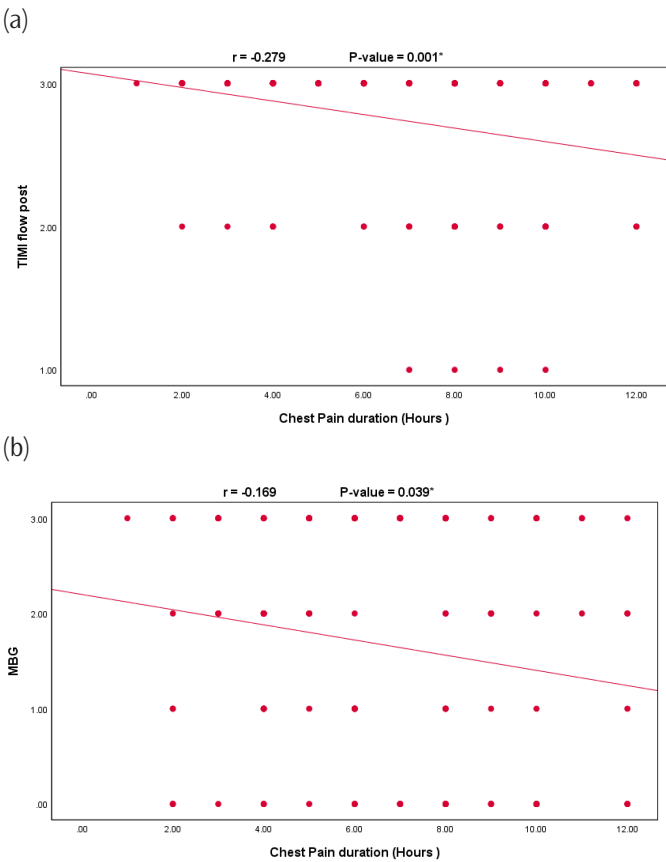 (a)
r = -0.279 P-value = 0.001*
3.00
2.00
1.00
TIMI flow post
.00 2.00 4.00 6.00 8.00 10.00 12.00
Chest Pain duration (Hours )
(b)
r = -0.169 P-value = 0.039*
3.00
2.00
1.00
.00
MBG
.00 2.00 4.00 6.00 8.00 10.00 12.00
Chest Pain duration (Hours )